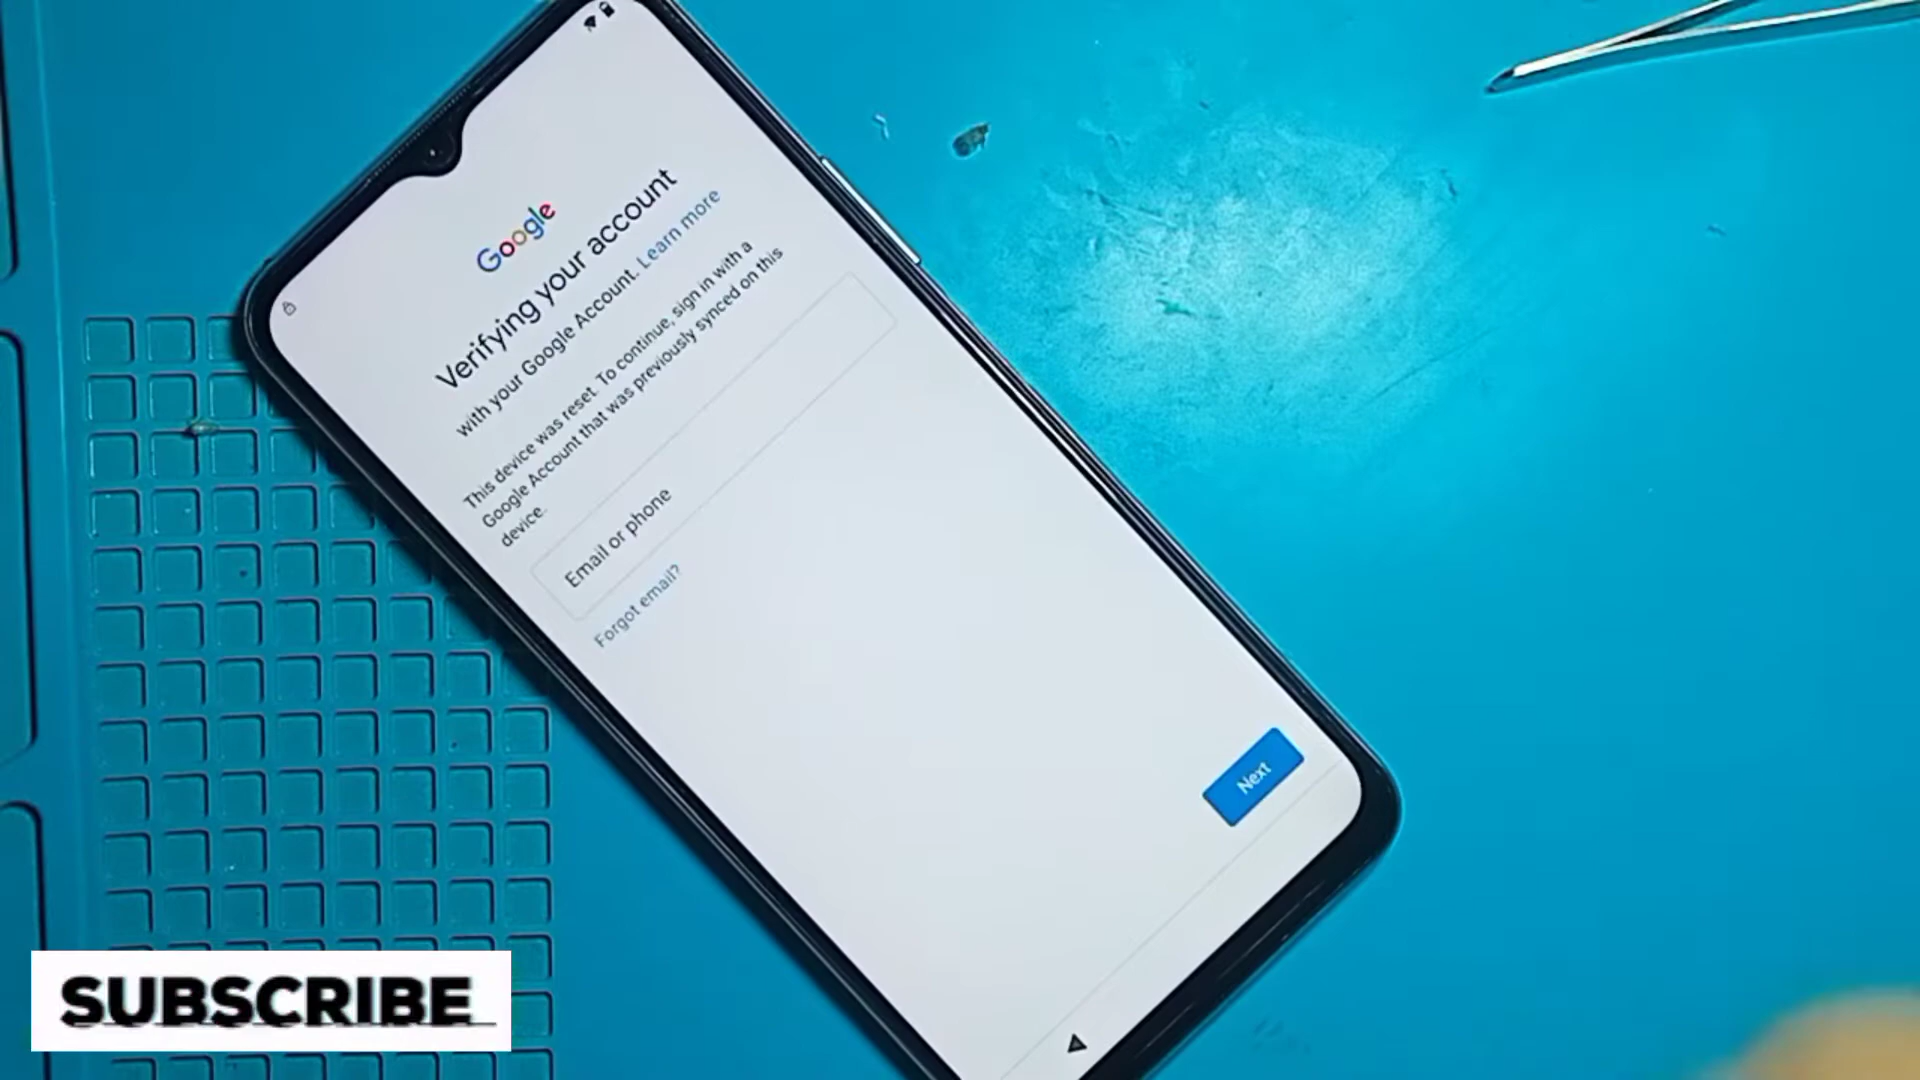 Google
Verifying your account
with your Google Account. Learn more
This device was reset. To continue, sign in with a
Google Account that was previously synced on this
device.
Email or phone
Forgot email?
Next
SUBSCRIBE